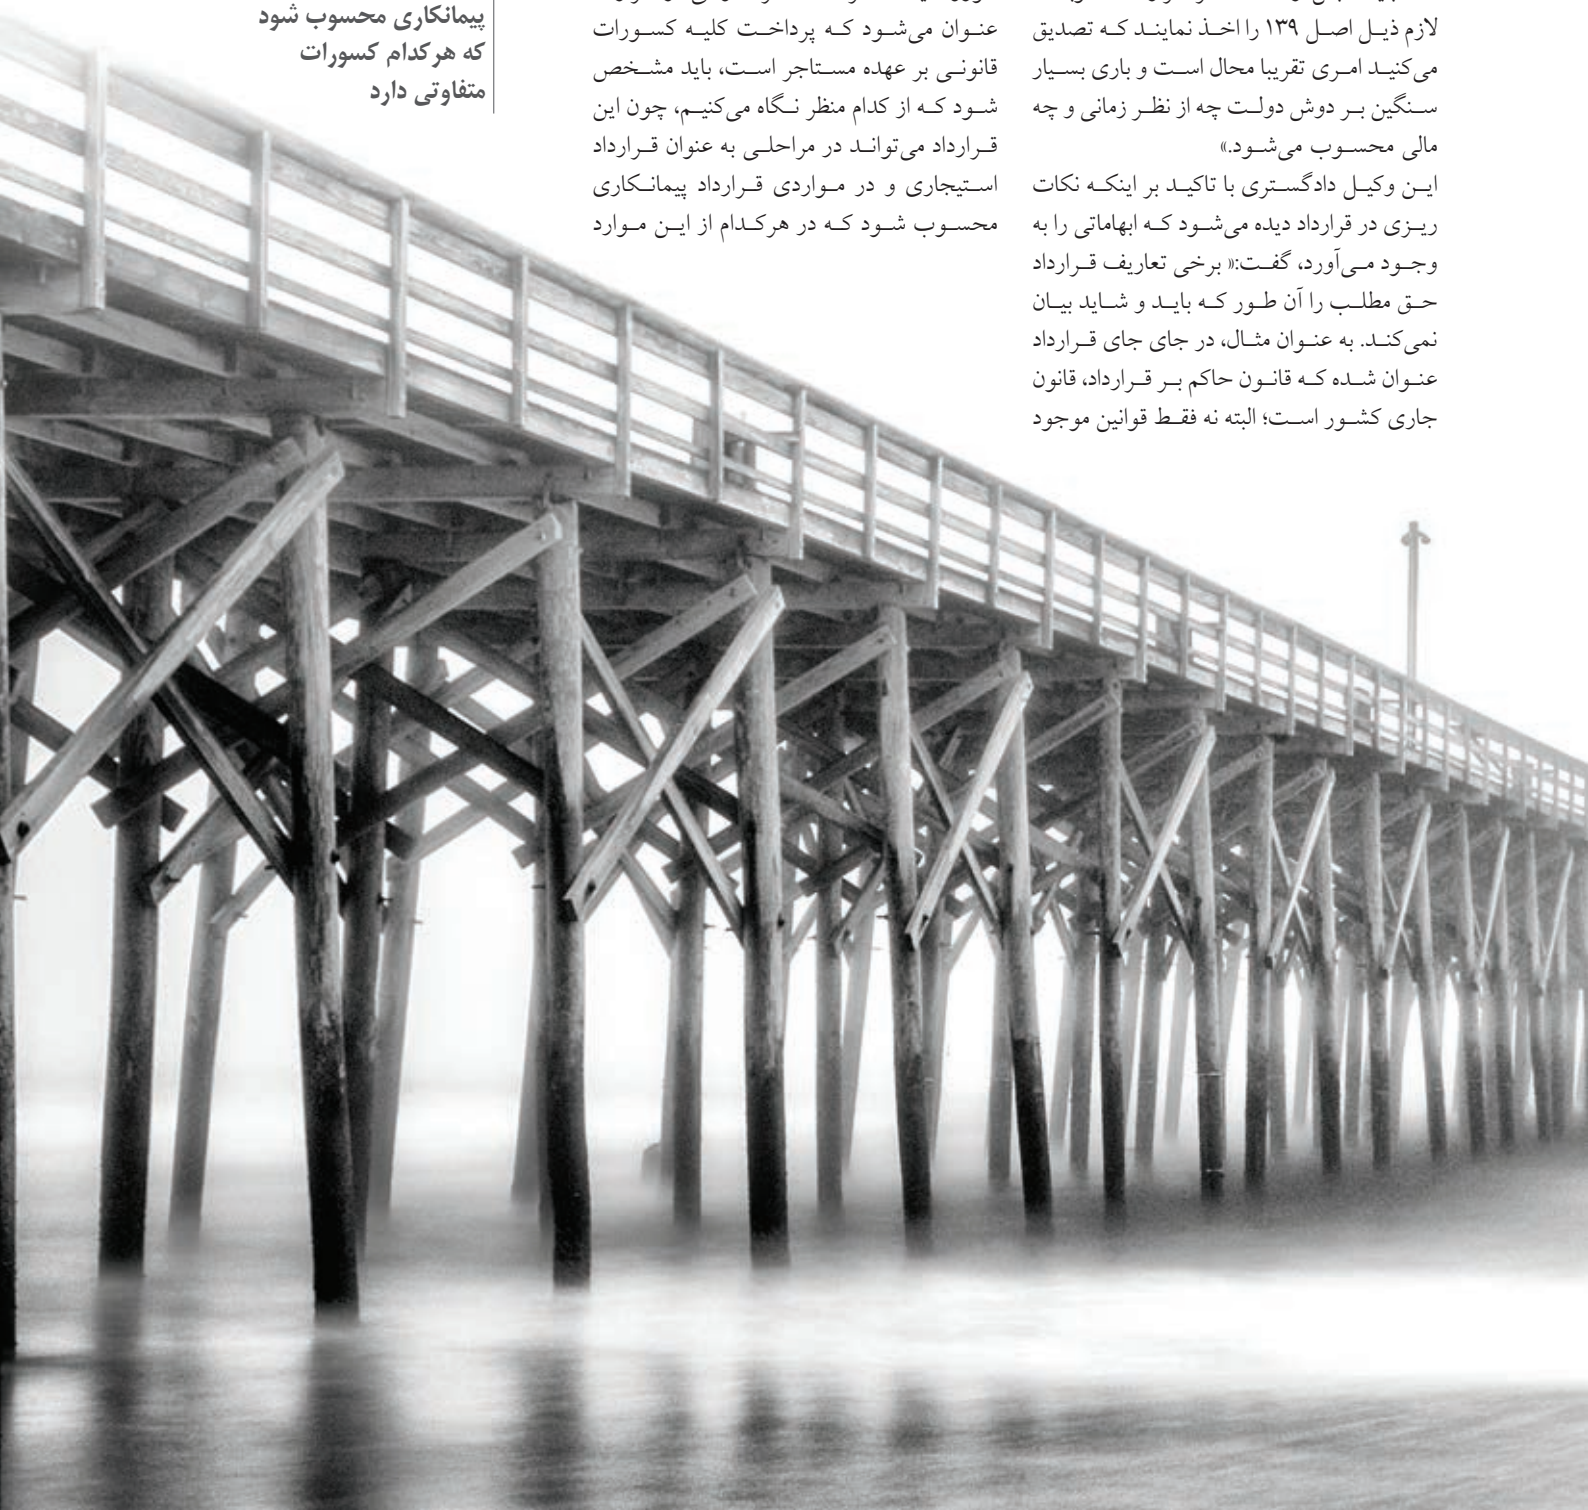 لازم ذیل اصل ۱۳۹ را اخذ نمایند که تصدیق
می‌کنید امری تقریبا محال است و باری بسیار
سنگین بر دوش دولت چه از نظر زمانی و چه
مالی محسوب می‌شود.»
این وکیل دادگستری با تاکید بر اینکه نکات
ریزی در قرارداد دیده می‌شود که ابهاماتی را به
وجود می‌آورد، گفت:« برخی تعاریف قرارداد
حق مطلب را آن طور که باید و شاید بیان
نمی‌کند. به عنوان مثال، در جای جای قرارداد
عنوان شده که قانون حاکم بر قرارداد، قانون
جاری کشور است؛ البته نه فقط قوانین موجود
عنوان می‌شود که پرداخت کلیه کسورات
قانونی بر عهده مستاجر است، باید مشخص
شود که از کدام منظر نگاه می‌کنیم، چون این
قرارداد می‌تواند در مراحلی به عنوان قرارداد
استیجاری و در مواردی قرارداد پیمانکاری
محسوب شود که در هرکدام از این موارد
پیمانکاری محسوب شود
که هرکدام کسورات
متفاوتی دارد